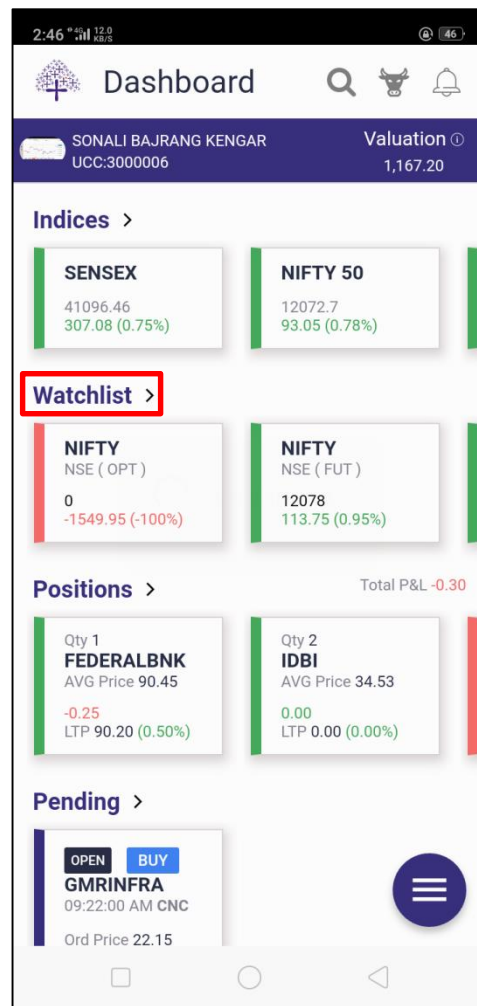 2:46 4G 12.0 KB/S 46
Dashboard
SONALI BAJRANG KENGAR Valuation
UCC:3000006 1,167.20
Indices >
SENSEX NIFTY 50
41096.46 12072.7
307.08 (0.75%) 93.05 (0.78%)
Watchlist >
NIFTY NIFTY
NSE ( OPT ) NSE ( FUT )
0 12078
-1549.95 (-100%) 113.75 (0.95%)
Positions > Total P&L -0.30
Qty 1 Qty 2
FEDERALBNK IDBI
AVG Price 90.45 AVG Price 34.53
-0.25 0.00
LTP 90.20 (0.50%) LTP 0.00 (0.00%)
Pending >
OPEN BUY
GMRINFRA
09:22:00 AM CNC
Ord Price 22.15